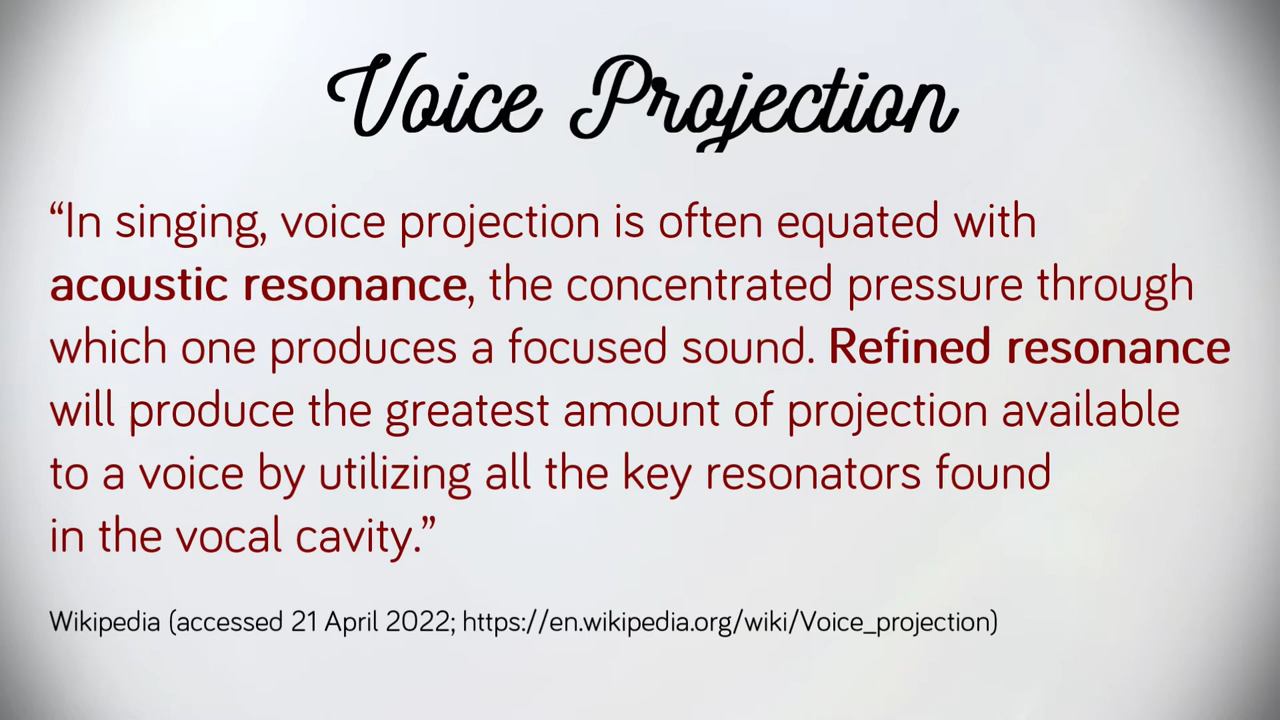 Voice Projection
“In singing, voice projection is often equated with
acoustic resonance, the concentrated pressure through
which one produces a focused sound. Refined resonance
will produce the greatest amount of projection available
to a voice by utilizing all the key resonators found
in the vocal cavity.”
Wikipedia (accessed 21 April 2022; https://en.wikipedia.org/wiki/Voice_projection)